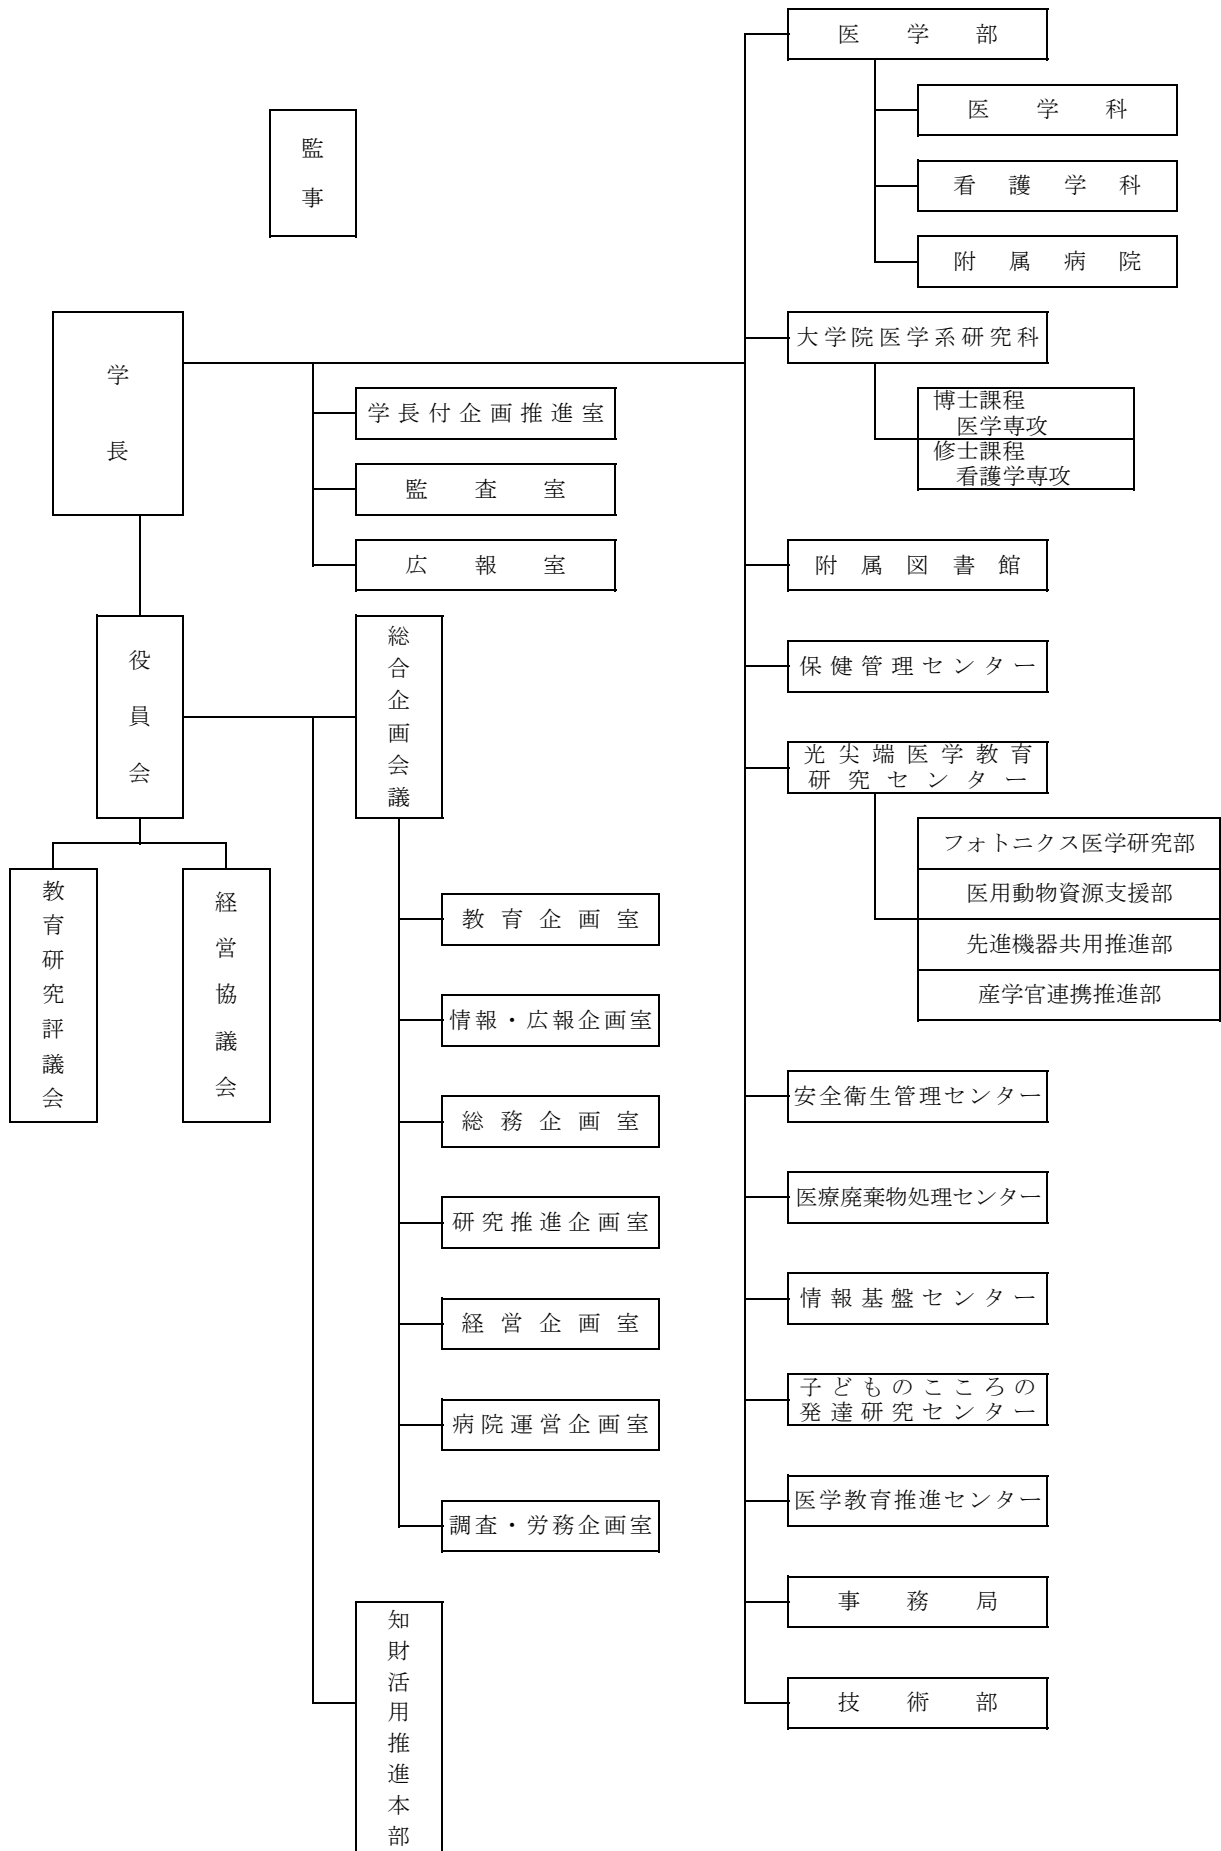 監事
学長
学長付企画推進室
監査室
広報室
役員会
総合企画会議
教育研究評議会
経営協議会
教育企画室
情報・広報企画室
総務企画室
研究推進企画室
経営企画室
病院運営企画室
調査・労務企画室
知財活用推進本部
医学部
医学科
看護学科
附属病院
大学院医学系研究科
博士課程
医学専攻
修士課程
看護学専攻
附属図書館
保健管理センター
光尖端医学教育
研究センター
フォトニクス医学研究部
医用動物資源支援部
先進機器共用推進部
産学官連携推進部
安全衛生管理センター
医療廃棄物処理センター
情報基盤センター
子どものこころの
発達研究センター
医学教育推進センター
事務局
技術部